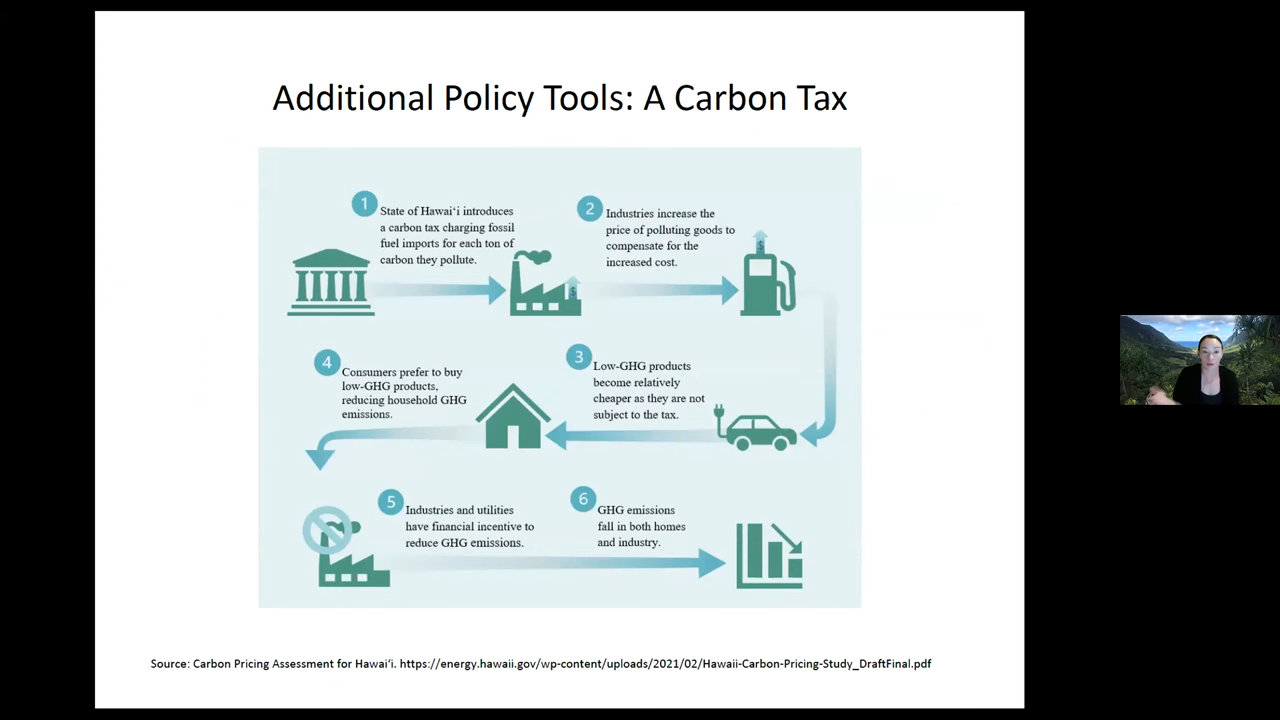 Additional Policy Tools: A Carbon Tax
1
State of Hawaiʻi introduces
a carbon tax charging fossil
fuel imports for each ton of
carbon they pollute.
2
Industries increase the
price of polluting goods to
compensate for the
increased cost.
$
$
3
Low-GHG products
become relatively
cheaper as they are not
subject to the tax.
4
Consumers prefer to buy
low-GHG products,
reducing household GHG
emissions.
5
Industries and utilities
have financial incentive to
reduce GHG emissions.
6
GHG emissions
fall in both homes
and industry.
Source: Carbon Pricing Assessment for Hawaiʻi. https://energy.hawaii.gov/wp-content/uploads/2021/02/Hawaii-Carbon-Pricing-Study_DraftFinal.pdf